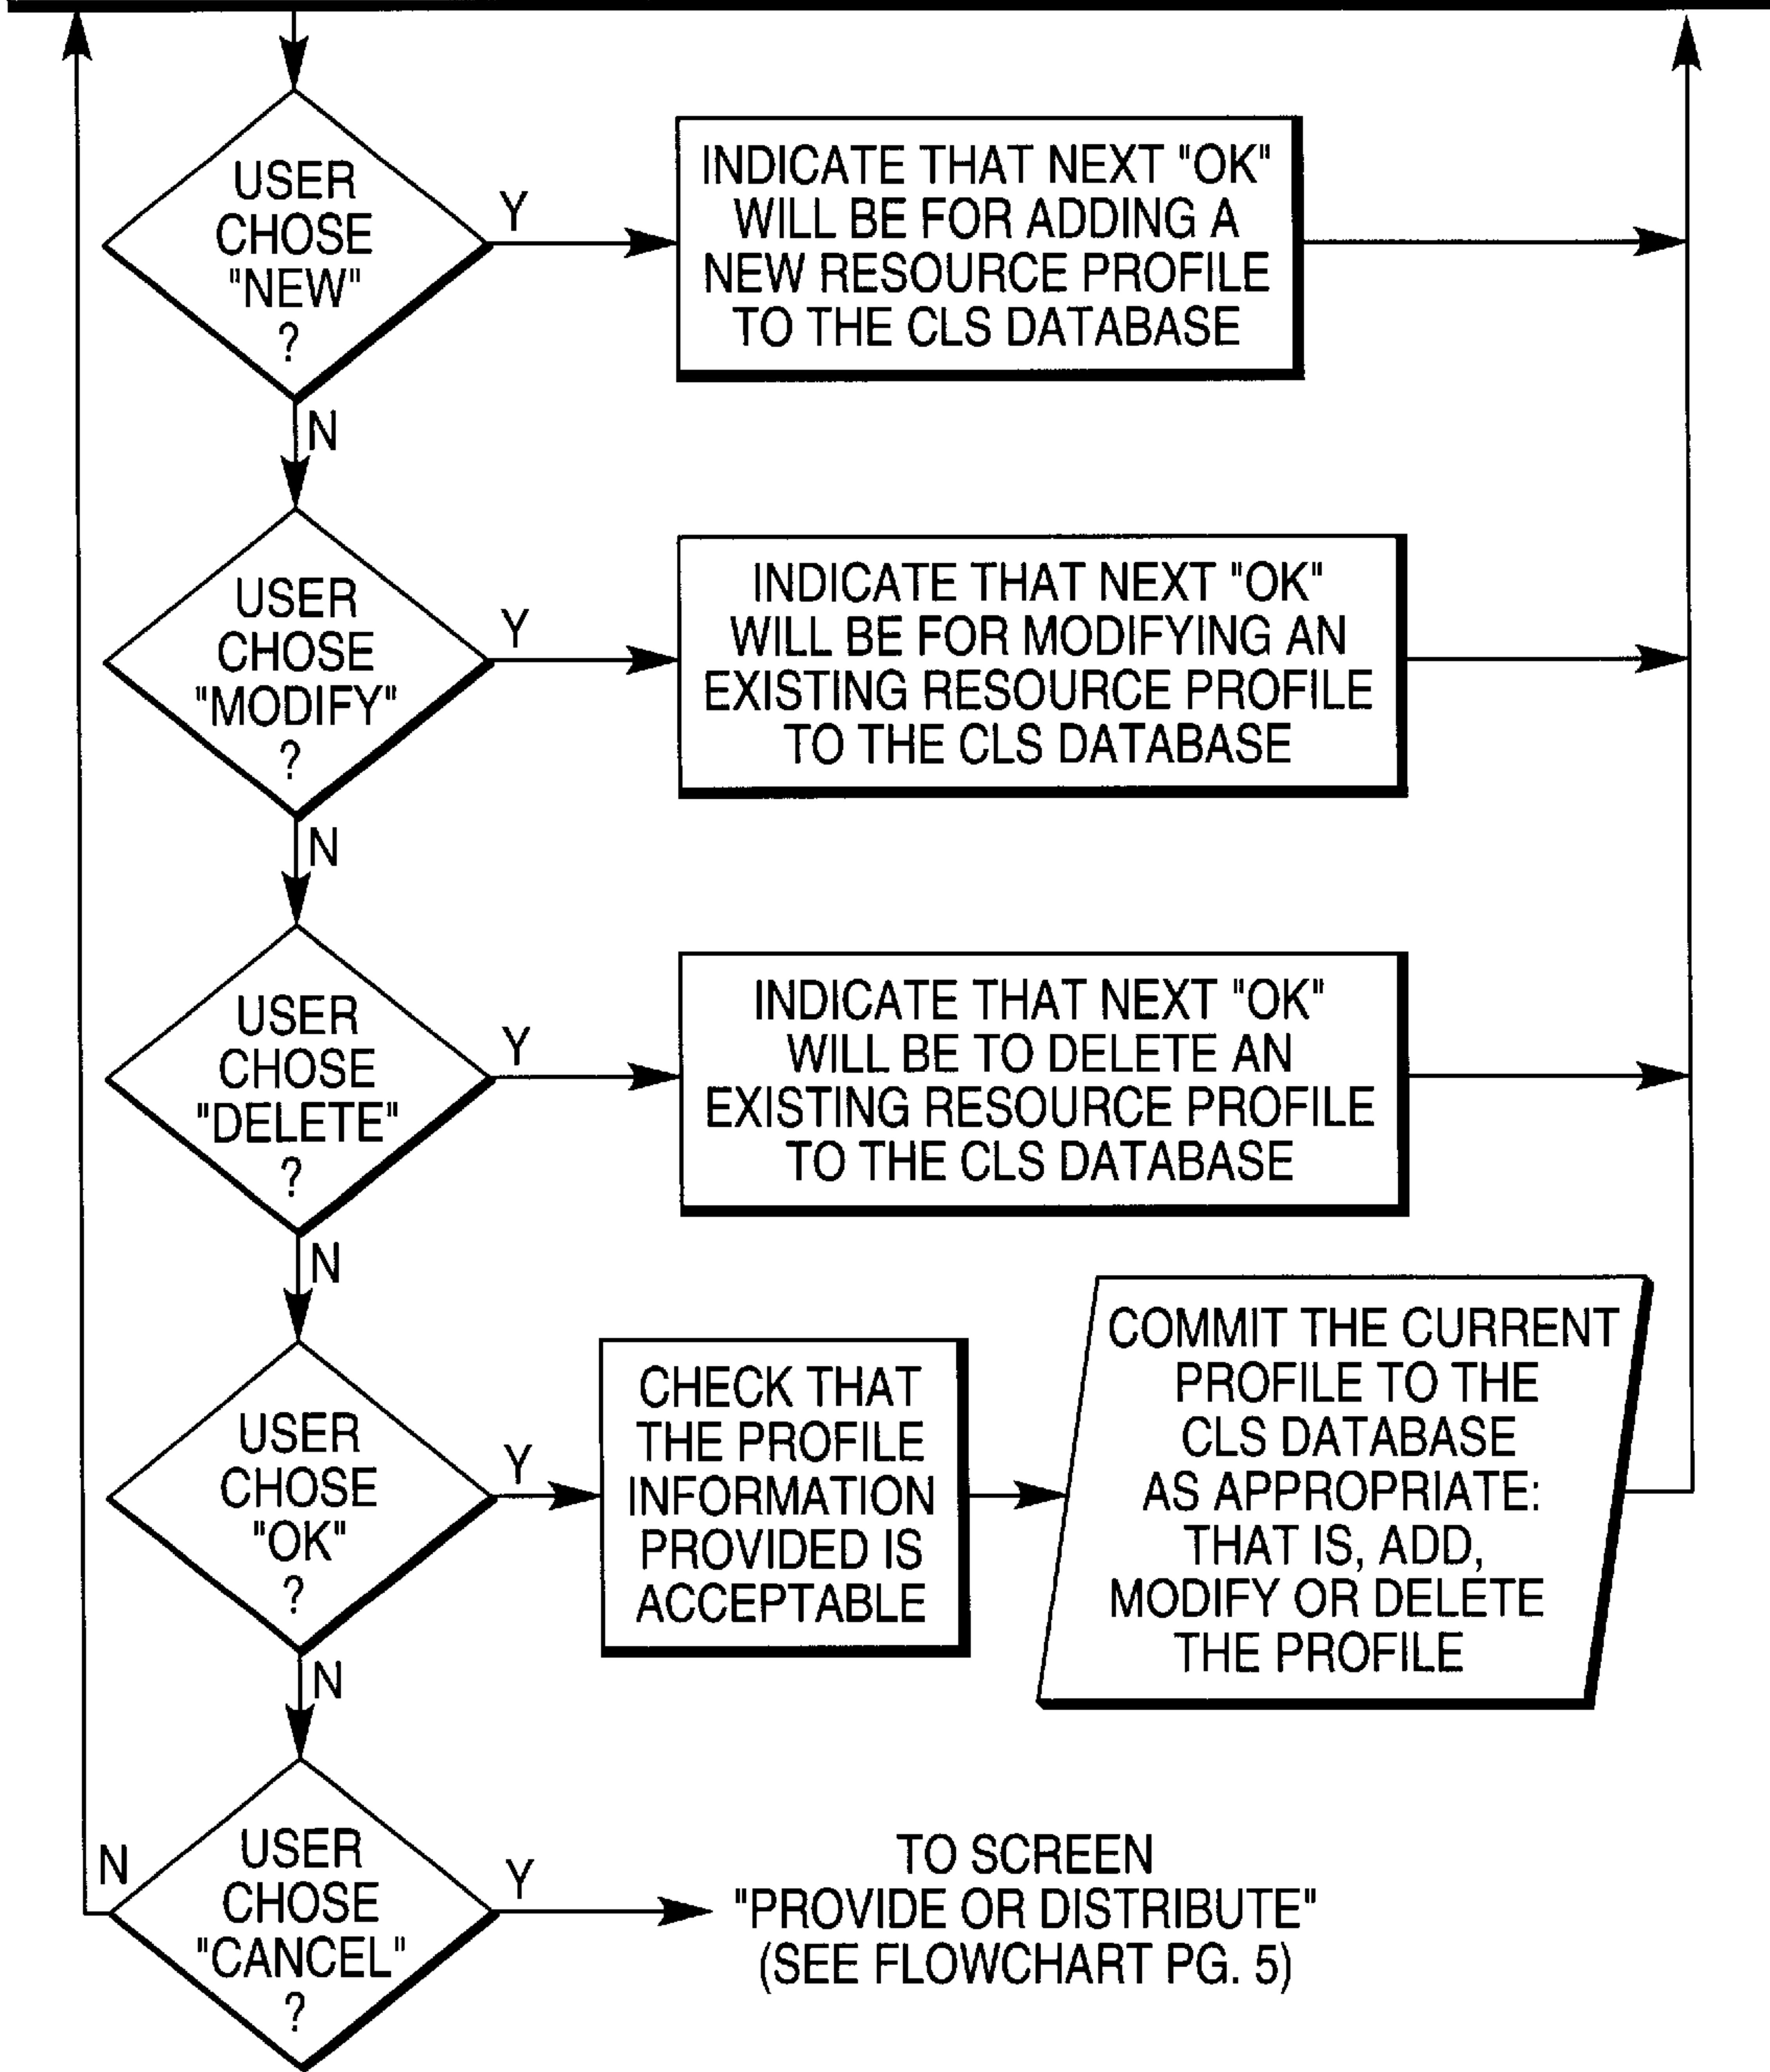 USER
CHOSE
"NEW"
?
Y
INDICATE THAT NEXT "OK"
WILL BE FOR ADDING A
NEW RESOURCE PROFILE
TO THE CLS DATABASE
N
USER
CHOSE
"MODIFY"
?
Y
INDICATE THAT NEXT "OK"
WILL BE FOR MODIFYING AN
EXISTING RESOURCE PROFILE
TO THE CLS DATABASE
N
USER
CHOSE
"DELETE"
?
Y
INDICATE THAT NEXT "OK"
WILL BE TO DELETE AN
EXISTING RESOURCE PROFILE
TO THE CLS DATABASE
N
USER
CHOSE
"OK"
?
Y
CHECK THAT
THE PROFILE
INFORMATION
PROVIDED IS
ACCEPTABLE
COMMIT THE CURRENT
PROFILE TO THE
CLS DATABASE
AS APPROPRIATE:
THAT IS, ADD,
MODIFY OR DELETE
THE PROFILE
N
USER
CHOSE
"CANCEL"
?
N
Y
TO SCREEN
"PROVIDE OR DISTRIBUTE"
(SEE FLOWCHART PG. 5)